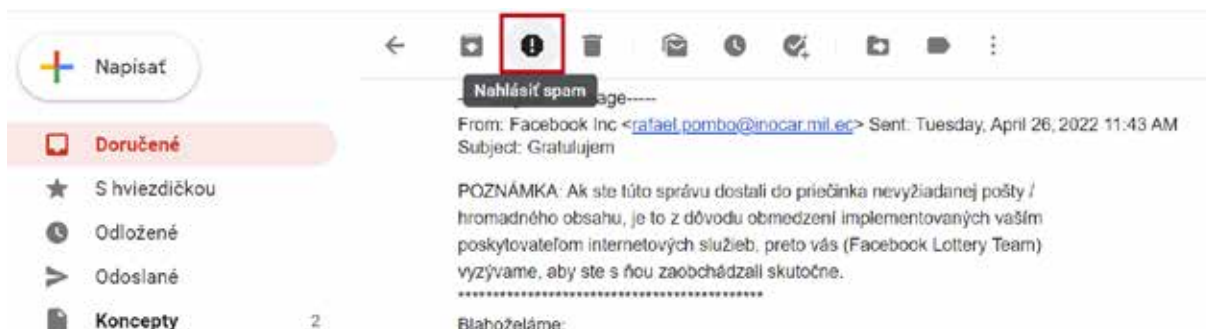 Napísať
Doručené
S hviezdičkou
Odložené
Odoslané
Koncepty 2
Nahlásiť spam
age-----
From: Facebook Inc <rafael.pombo@inocar.mil.ec> Sent: Tuesday, April 26, 2022 11:43 AM
Subject: Gratulujem
POZNÁMKA: Ak ste túto správu dostali do priečinka nevyžiadanej pošty /
hromadného obsahu, je to z dôvodu obmedzení implementovaných vaším
poskytovateľom internetových služieb, preto vás (Facebook Lottery Team)
vyzývame, aby ste s ňou zaobchádzali skutočne.
********************************************
Blahoželáme: